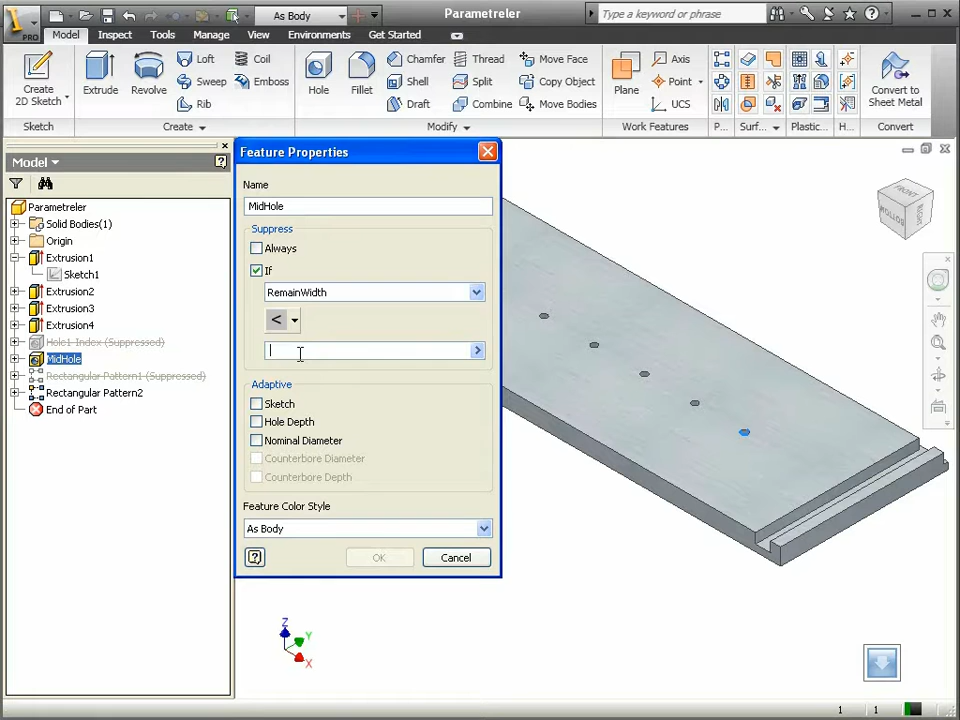 PRO
As Body
Parametreler
Type a keyword or phrase
Model Inspect Tools Manage View Environments Get Started
Create
2D Sketch
Extrude
Revolve
Loft
Sweep
Rib
Coil
Emboss
Hole
Fillet
Chamfer
Shell
Draft
Thread
Split
Combine
Move Face
Copy Object
Move Bodies
Plane
Axis
Point
UCS
Convert to
Sheet Metal
Sketch Create Modify Work Features P... Surf... Plastic... H... Convert
Model
Parametreler
Solid Bodies(1)
Origin
Extrusion1
Sketch1
Extrusion2
Extrusion3
Extrusion4
Hole1-Index (Suppressed)
MidHole
Rectangular Pattern1 (Suppressed)
Rectangular Pattern2
End of Part
Feature Properties
Name
MidHole
Suppress
Always
If
RemainWidth
<
Adaptive
Sketch
Hole Depth
Nominal Diameter
Counterbore Diameter
Counterbore Depth
Feature Color Style
As Body
OK Cancel
FRONT
RIGHT
BOTTOM
Z
Y
X
1 1